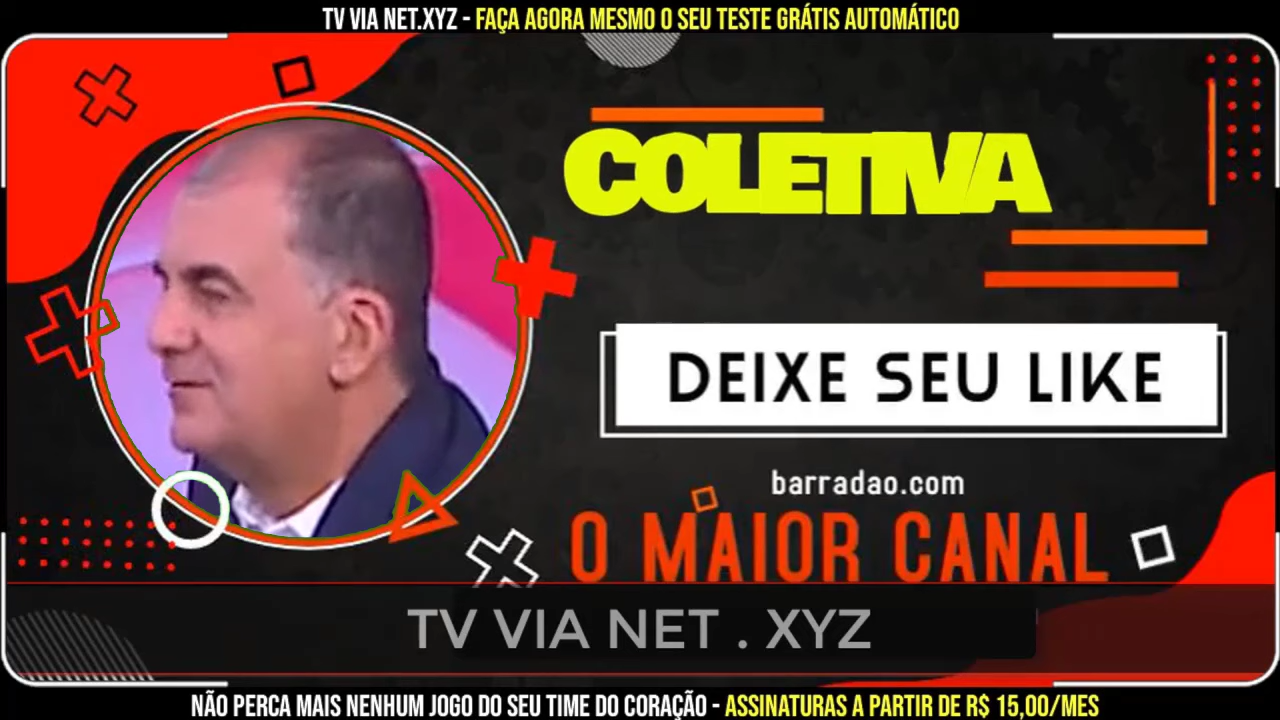 TV VIA NET.XYZ - FAÇA AGORA MESMO O SEU TESTE GRÁTIS AUTOMÁTICO
COLETIVA
DEIXE SEU LIKE
barradao.com
O MAIOR CANAL
TV VIA NET . XYZ
NÃO PERCA MAIS NENHUM JOGO DO SEU TIME DO CORAÇÃO - ASSINATURAS A PARTIR DE R$ 15,00/MES